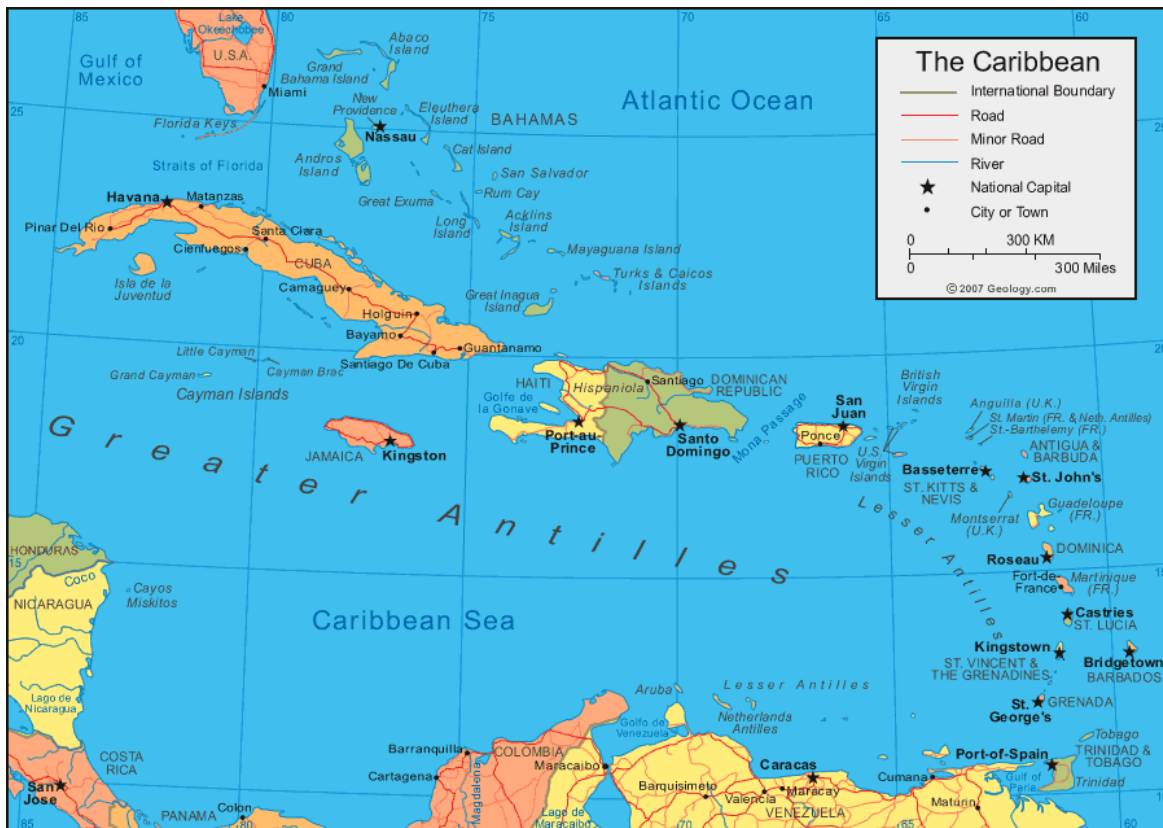 80
75
70
65
60
Lake
Okeechobee
U.S.A.
Gulf of
Mexico
Miami
Abaco
Island
Grand
Bahama Island
New
Providence
Eleuthera
Island
Nassau
BAHAMAS
Atlantic Ocean
25
25
Florida Keys
Straits of Florida
Andros
Island
Cat Island
San Salvador
Rum Cay
Great Exuma
Long
Island
Acklins
Island
Mayaguana Island
Turks & Caicos
Islands
Great Inagua
Island
The Caribbean
International Boundary
Road
Minor Road
River
National Capital
City or Town
0 300 KM
0 300 Miles
© 2007 Geology.com
Havana
Matanzas
Pinar Del Rio
Santa Clara
Cienfuegos
CUBA
Isla de la
Juventud
Camaguey
Holguin
Bayamo
Guantanamo
Santiago De Cuba
20
20
Little Cayman
Cayman Brac
Grand Cayman
Cayman Islands
HAITI
Hispaniola
Santiago
DOMINICAN
REPUBLIC
Golfe de
la Gonave
Port-au-
Prince
Santo
Domingo
Mona Passage
San
Juan
Ponce
PUERTO
RICO
British
Virgin
Islands
U.S.
Virgin
Islands
Anguilla (U.K.)
St. Martin (FR. & Neth. Antilles)
St.-Barthelemy (FR.)
ANTIGUA &
BARBUDA
Basseterre
ST. KITTS &
NEVIS
St. John's
Montserrat
(U.K.)
Guadeloupe
(FR.)
JAMAICA
Kingston
Greater Antilles
Lesser Antilles
Roseau
DOMINICA
15
15
Fort-de-
France
Martinique
(FR.)
Castries
ST. LUCIA
Kingstown
ST. VINCENT &
THE GRENADINES
Bridgetown
BARBADOS
HONDURAS
Coco
NICARAGUA
Cayos
Miskitos
Caribbean Sea
Lago de
Nicaragua
Aruba
Lesser Antilles
Netherlands
Antilles
St.
George's
GRENADA
Golfo de
Venezuela
Tobago
TRINIDAD &
TOBAGO
Port-of-Spain
Gulf of
Paria
Trinidad
COSTA
RICA
San
Jose
PANAMA
Colon
Barranquilla
COLOMBIA
Cartagena
Magdalena
Maracaibo
Lago de
Maracaibo
Barquisimeto
Caracas
Valencia
Maracay
VENEZUELA
Cumana
Maturin
80
70
60